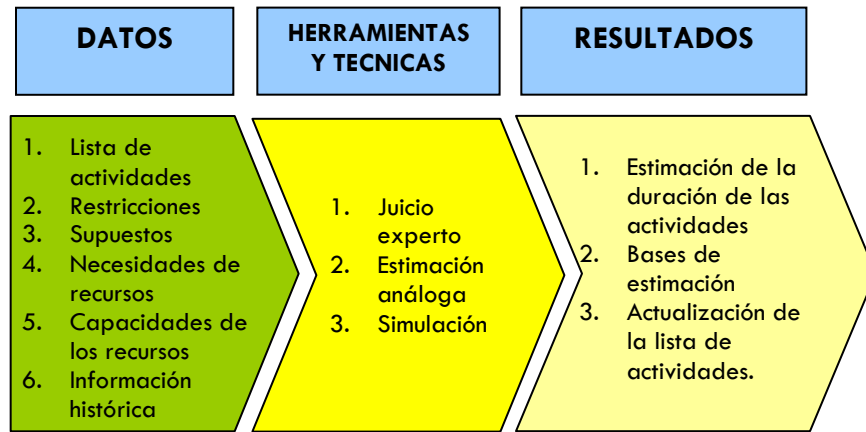 DATOS
HERRAMIENTAS
Y TECNICAS
RESULTADOS
1. Lista de
actividades
2. Restricciones
3. Supuestos
4. Necesidades de
recursos
5. Capacidades de
los recursos
6. Información
histórica
1. Juicio
experto
2. Estimación
análoga
3. Simulación
1. Estimación de la
duración de las
actividades
2. Bases de
estimación
3. Actualización de
la lista de
actividades.